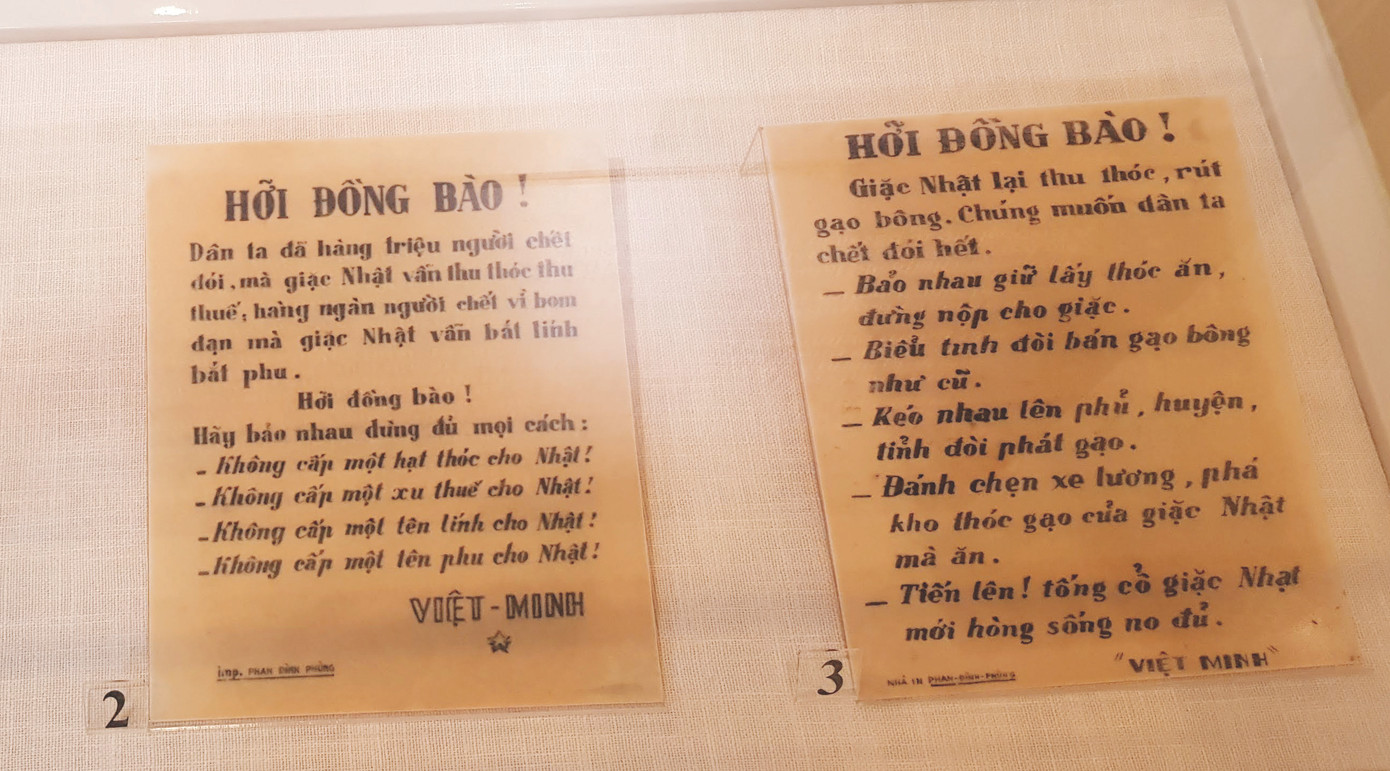 HỠI ĐỒNG BÀO !
Dân ta đã hàng triệu người chết
đói, mà giặc Nhật vẫn thu thóc thu
thuế; hàng ngàn người chết vì bom
đạn mà giặc Nhật vẫn bắt lính
bắt phu.
Hỡi đồng bào !
Hãy bảo nhau dùng đủ mọi cách :
- Không cấp một hạt thóc cho Nhật!
- Không cấp một xu thuế cho Nhật!
- Không cấp một tên lính cho Nhật!
- Không cấp một tên phu cho Nhật!
VIỆT-MINH
imp. PHAN ĐÌNH PHÙNG
2
HỠI ĐỒNG BÀO !
Giặc Nhật lại thu thóc, rút
gạo bông. Chúng muốn dân ta
chết đói hết.
- Bảo nhau giữ lấy thóc ăn,
đừng nộp cho giặc.
- Biểu tình đòi bán gạo bông
như cũ.
- Kéo nhau lên phủ, huyện,
tỉnh đòi phát gạo.
- Đánh chẹn xe lương, phá
kho thóc gạo của giặc Nhật
mà ăn.
- Tiến lên! tống cổ giặc Nhật
mới hòng sống no đủ.
"VIỆT MINH"
NHÀ IN PHAN-ĐÌNH-PHÙNG
3